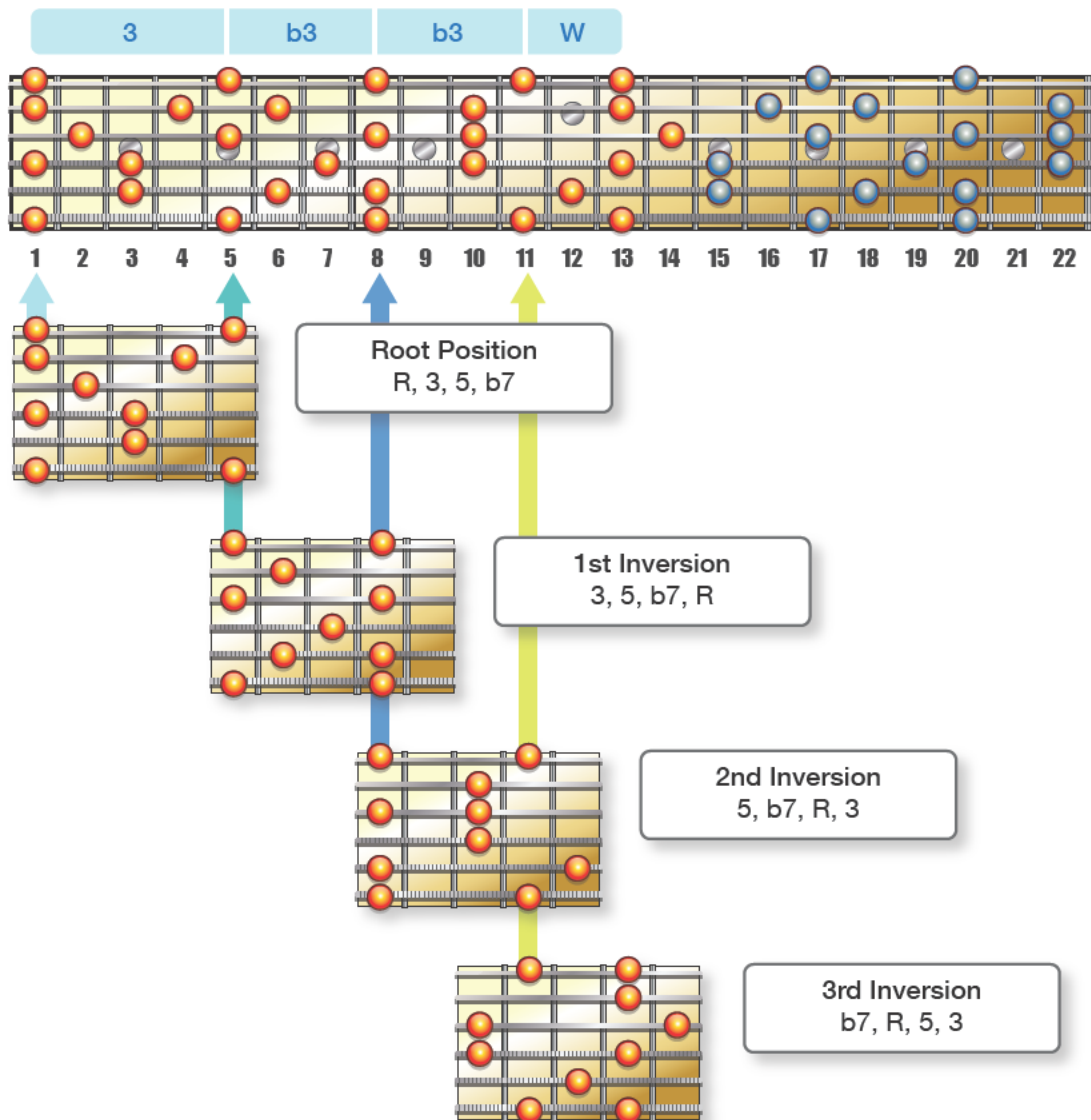 3 b3 b3 W
1 2 3 4 5 6 7 8 9 10 11 12 13 14 15 16 17 18 19 20 21 22
Root Position
R, 3, 5, b7
1st Inversion
3, 5, b7, R
2nd Inversion
5, b7, R, 3
3rd Inversion
b7, R, 5, 3